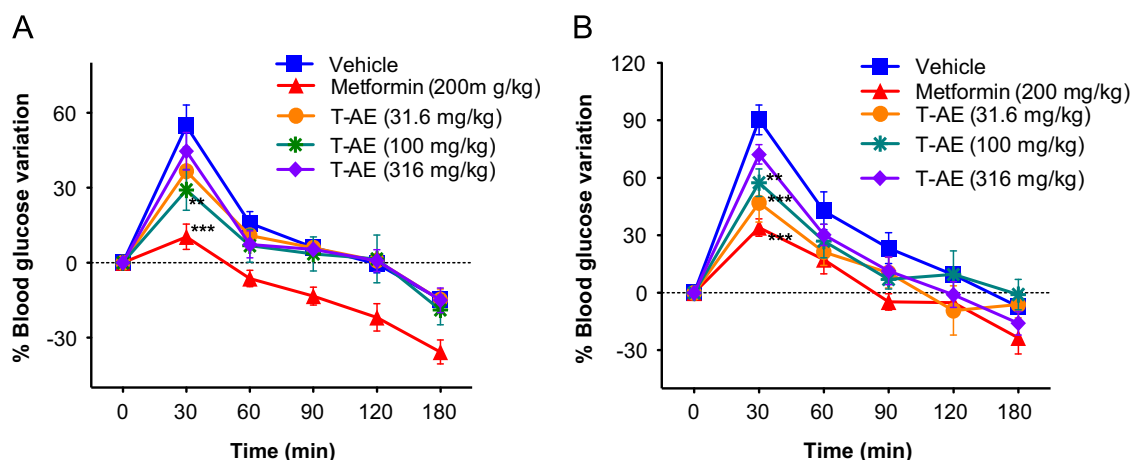 A
% Blood glucose variation
60
30
0
-30
Vehicle
Metformin (200m g/kg)
T-AE (31.6 mg/kg)
T-AE (100 mg/kg)
T-AE (316 mg/kg)
**
***
0 30 60 90 120 180
Time (min)
B
% Blood glucose variation
120
90
60
30
0
-30
Vehicle
Metformin (200 mg/kg)
T-AE (31.6 mg/kg)
T-AE (100 mg/kg)
T-AE (316 mg/kg)
**
***
***
0 30 60 90 120 180
Time (min)